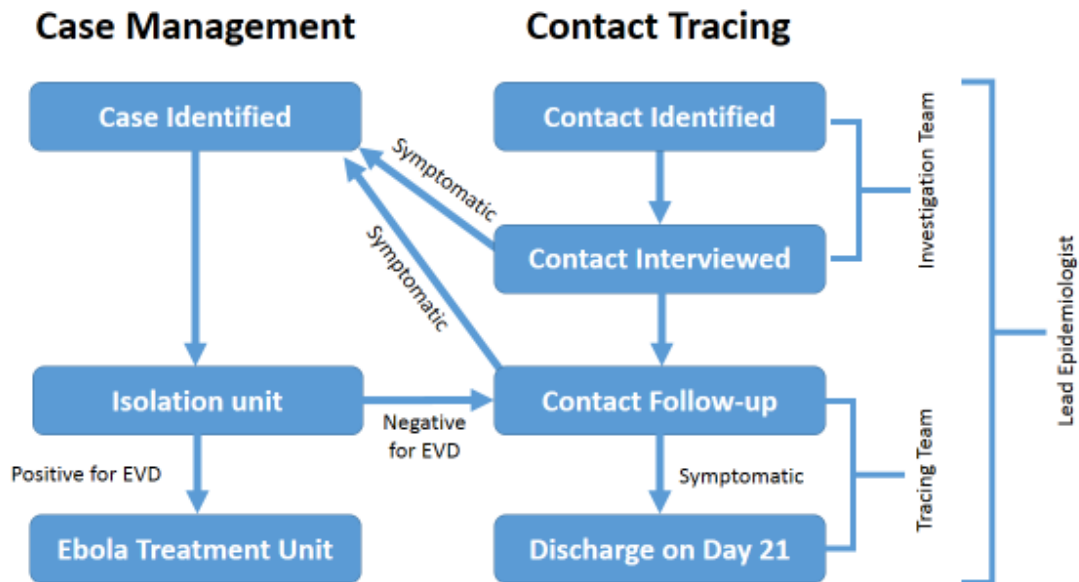 Case Management
Contact Tracing
Case Identified
Contact Identified
Symptomatic
Contact Interviewed
Investigation Team
Symptomatic
Lead Epidemiologist
Isolation unit
Negative
for EVD
Contact Follow-up
Positive for EVD
Symptomatic
Tracing Team
Ebola Treatment Unit
Discharge on Day 21